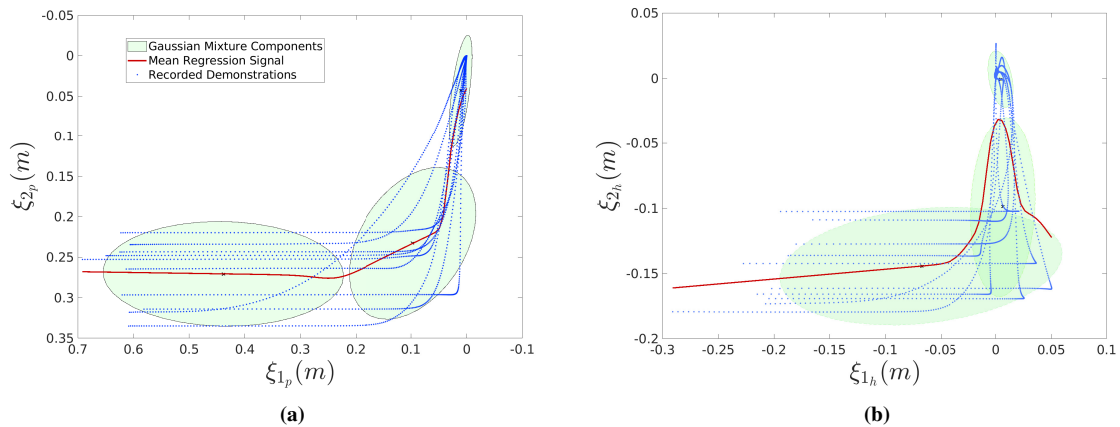 -0.05
0
0.05
0.1
0.15
0.2
0.25
0.3
0.35
ξ2p(m)
Gaussian Mixture Components
Mean Regression Signal
Recorded Demonstrations
0.7 0.6 0.5 0.4 0.3 0.2 0.1 0 -0.1
ξ1p(m)
(a)
0.05
0
-0.05
-0.1
-0.15
-0.2
ξ2h(m)
-0.3 -0.25 -0.2 -0.15 -0.1 -0.05 0 0.05 0.1
ξ1h(m)
(b)